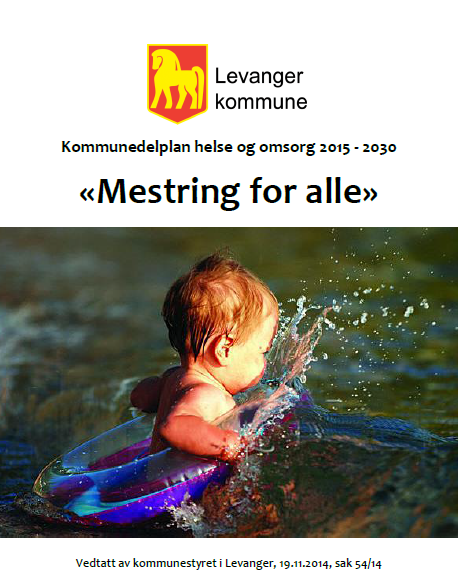 Levanger
kommune
Kommunedelplan helse og omsorg 2015 - 2030
«Mestring for alle»
Vedtatt av kommunestyret i Levanger, 19.11.2014, sak 54/14